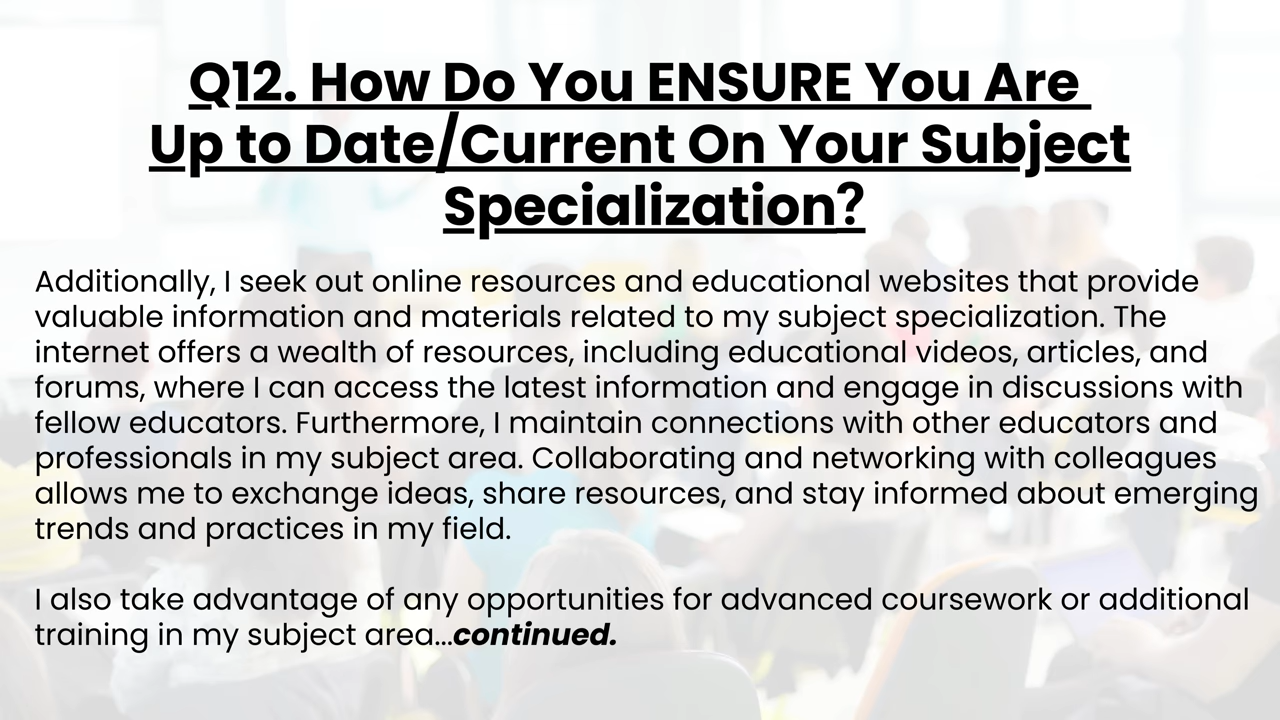 Q12. How Do You ENSURE You Are
Up to Date/Current On Your Subject
Specialization?
Additionally, I seek out online resources and educational websites that provide
valuable information and materials related to my subject specialization. The
internet offers a wealth of resources, including educational videos, articles, and
forums, where I can access the latest information and engage in discussions with
fellow educators. Furthermore, I maintain connections with other educators and
professionals in my subject area. Collaborating and networking with colleagues
allows me to exchange ideas, share resources, and stay informed about emerging
trends and practices in my field.
I also take advantage of any opportunities for advanced coursework or additional
training in my subject area...continued.